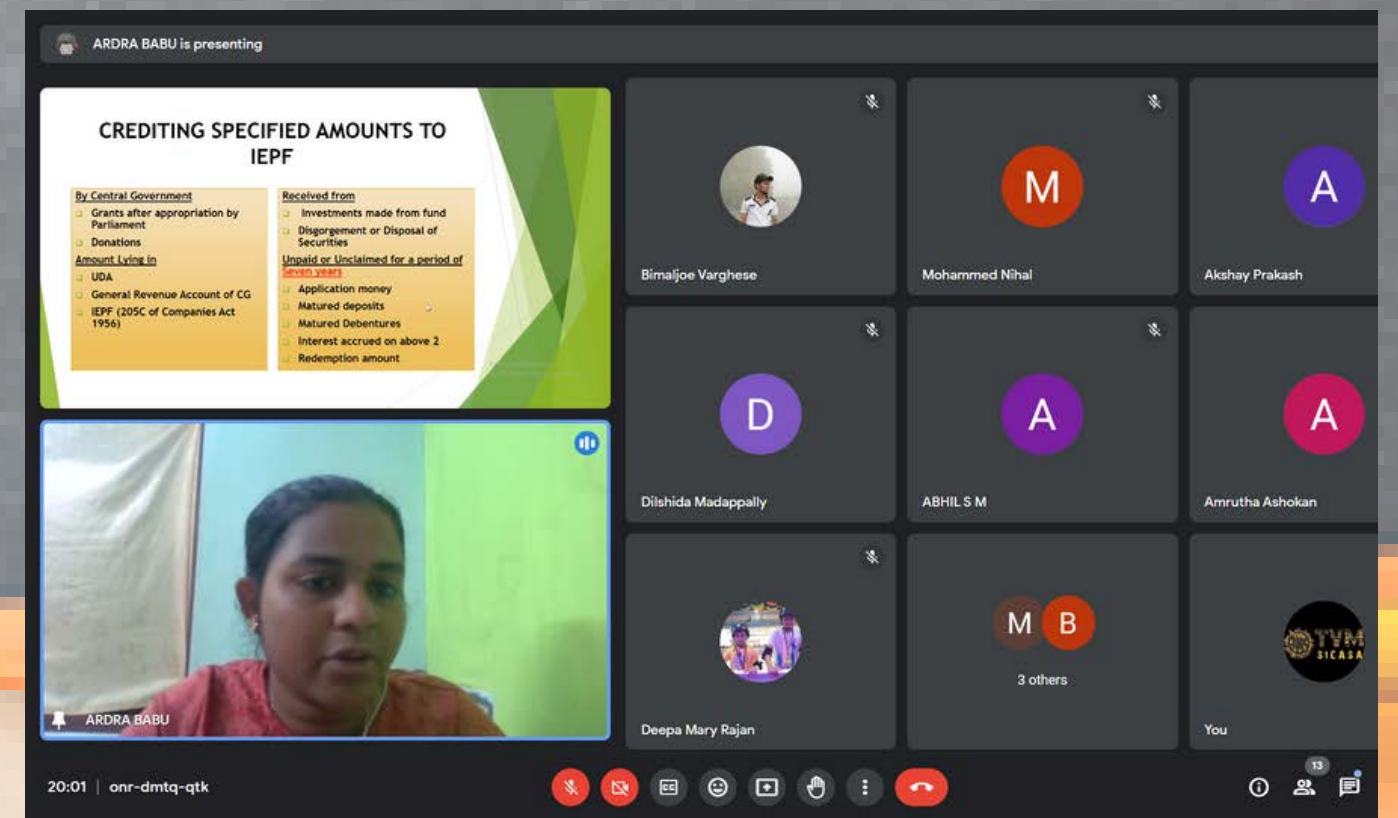 ARDRA BABU is presenting
CREDITING SPECIFIED AMOUNTS TO
IEPF
By Central Government
Grants after appropriation by
Parliament
Donations
Amount Lying in
UDA
General Revenue Account of CG
IEPF (205C of Companies Act
1956)
Received from
Investments made from fund
Disgorgement or Disposal of
Securities
Unpaid or Unclaimed for a period of
Seven years
Application money
Matured deposits
Matured Debentures
Interest accrued on above 2
Redemption amount
ARDRA BABU
Bimaljoe Varghese
M
Mohammed Nihal
A
Akshay Prakash
D
Dilshida Madappally
A
ABHIL S M
A
Amrutha Ashokan
Deepa Mary Rajan
M B
3 others
TVM
SICASA
You
20:01 | onr-dmtq-qtk
CC
13